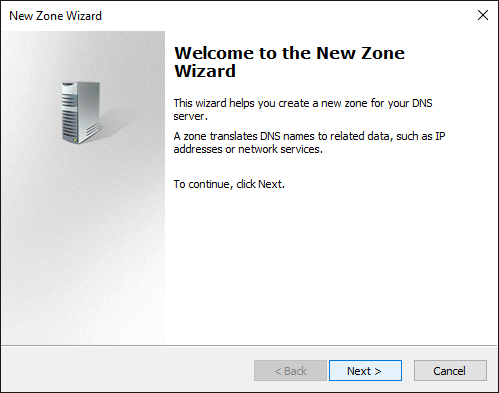 New Zone Wizard
Welcome to the New Zone
Wizard
This wizard helps you create a new zone for your DNS
server.
A zone translates DNS names to related data, such as IP
addresses or network services.
To continue, click Next.
< Back
Next >
Cancel